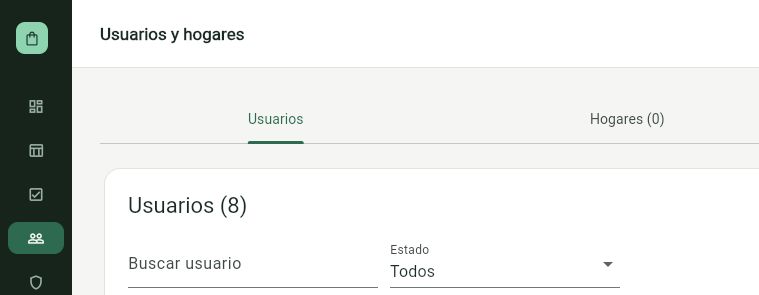 Usuarios y hogares
Usuarios
Hogares (0)
Usuarios (8)
Buscar usuario
Estado
Todos